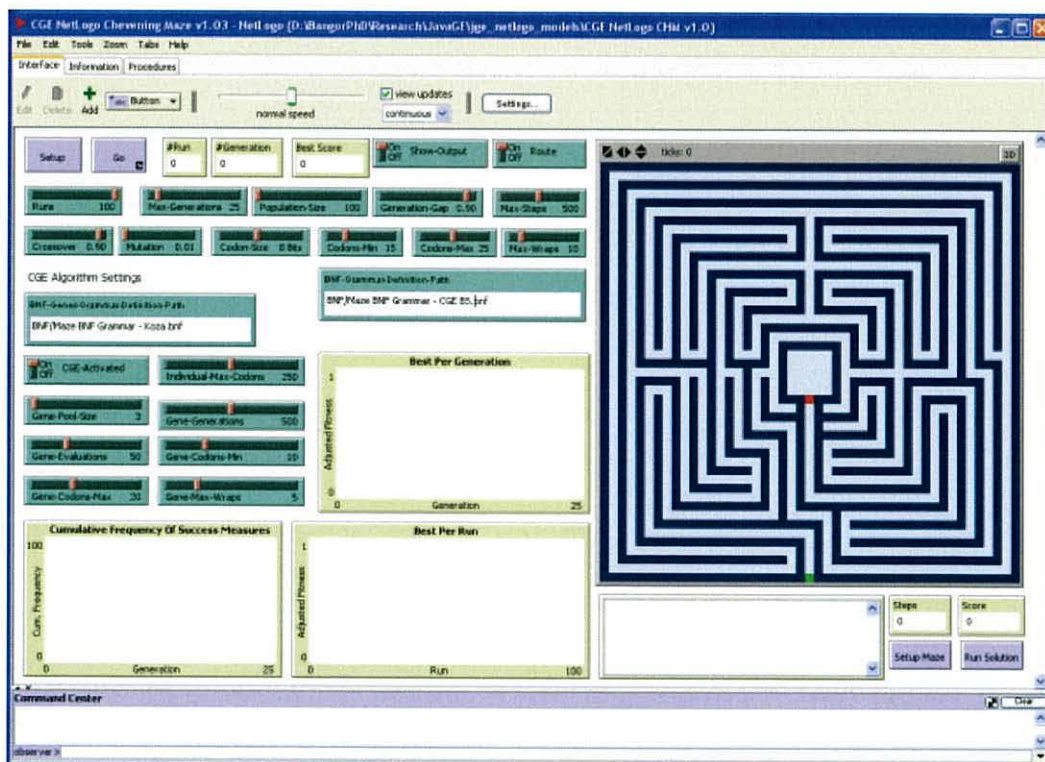 CGE NetLogo Chevening Maze v1.03 - NetLogo {D:\BangorPhD\Research\JavaGE\jge_netlogo_models\CGE NetLogo CHM v1.0}
File Edit Tools Zoom Tabs Help
Interface Information Procedures
Edit Delete Add abc Button normal speed view updates continuous Settings...
Setup Go #Run 0 #Generation 0 Best Score 0 On Off Show-Output On Off Route
ticks: 0 3D
Runs 100 Max-Generations 25 Population-Size 100 Generation-Gap 0.90 Max-Steps 500
Crossover 0.90 Mutation 0.01 Codon-Size 8 Bits Codons-Min 15 Codons-Max 25 Max-Wraps 10
CGE Algorithm Settings
BNF-Grammar-Definition-Path
BNF/Maze BNF Grammar - CGE BS.bnf
BNF-Genes-Grammar-Definition-Path
BNF/Maze BNF Grammar - Koza.bnf
On Off CGE-Activated Individual-Max-Codons 250
Gene-Pool-Size 3 Gene-Generations 500
Gene-Evaluations 50 Gene-Codons-Min 10
Gene-Codons-Max 20 Gene-Max-Wraps 5
Best Per Generation
1
Adjusted Fitness
0
0 Generation 25
Cumulative Frequency Of Success Measures
100
Cum. Frequency
0
0 Generation 25
Best Per Run
1
Adjusted Fitness
0
0 Run 100
Steps 0 Score 0
Setup Maze Run Solution
Command Center Clear
observer>